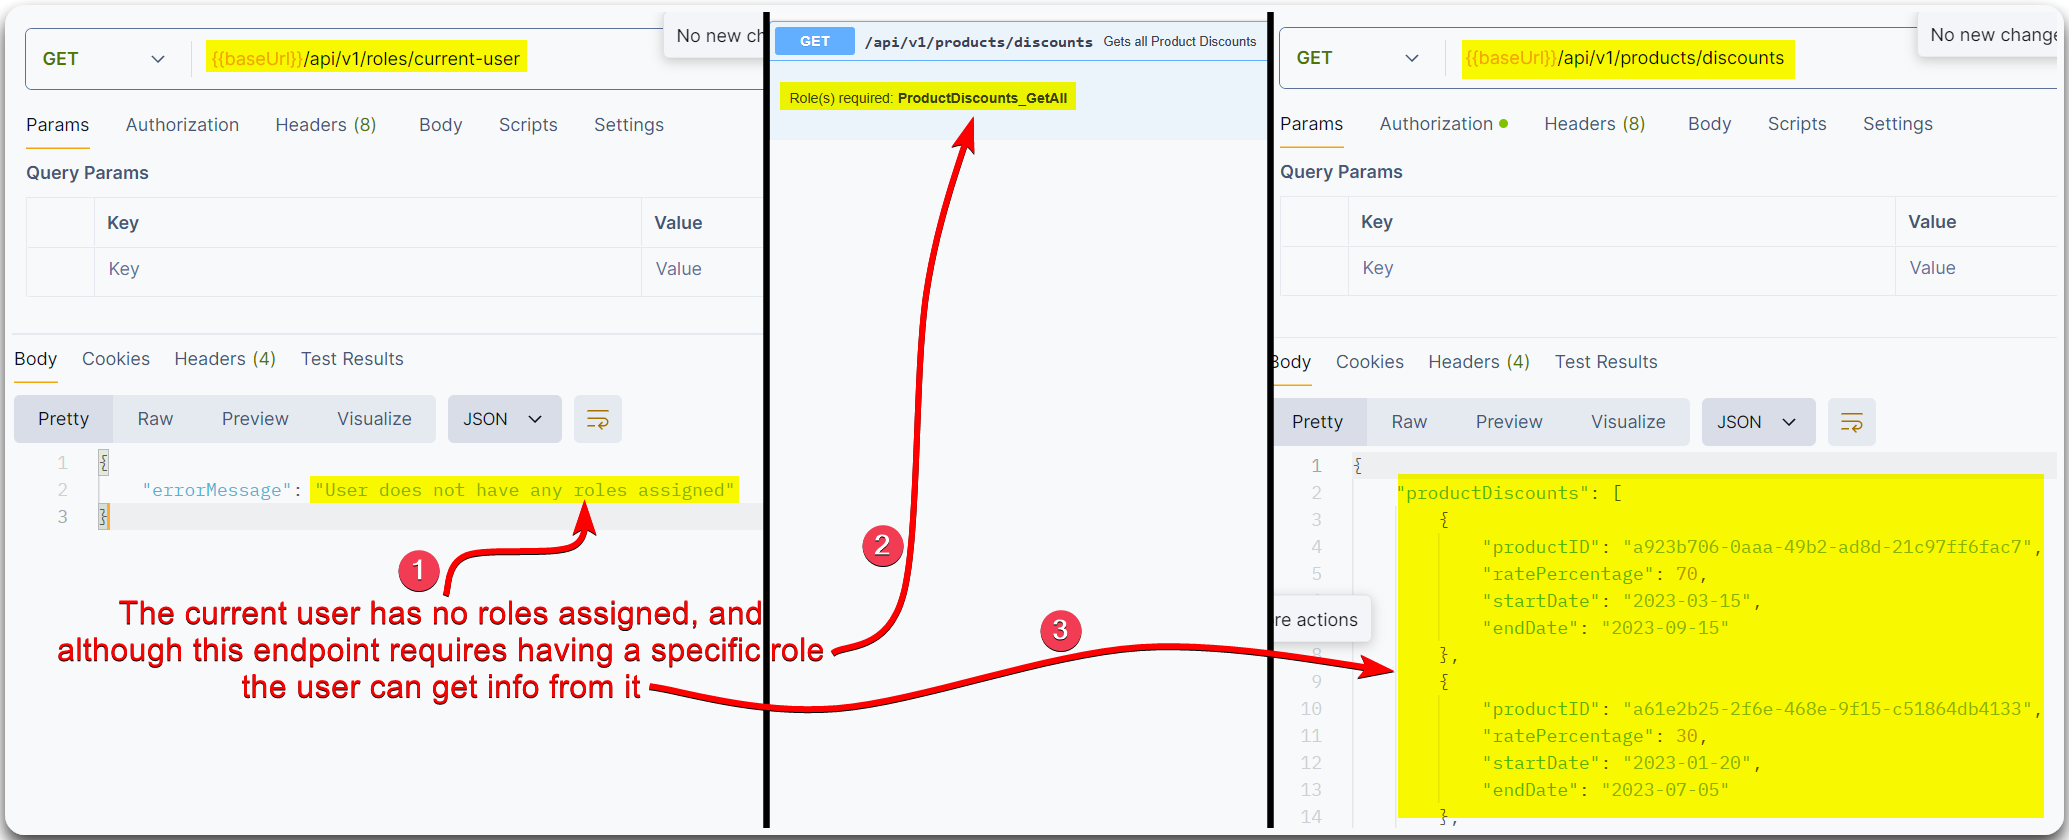 No new ch
GET
{{baseUrl}}/api/v1/roles/current-user
Params Authorization Headers (8) Body Scripts Settings
Query Params
Key Value
Key Value
Body Cookies Headers (4) Test Results
Pretty Raw Preview Visualize JSON
1 {
2 "errorMessage": "User does not have any roles assigned"
3 }
1
The current user has no roles assigned, and
although this endpoint requires having a specific role
the user can get info from it
GET /api/v1/products/discounts Gets all Product Discounts
Role(s) required: ProductDiscounts_GetAll
2
3
No new change
GET
{{baseUrl}}/api/v1/products/discounts
Params Authorization Headers (8) Body Scripts Settings
Query Params
Key Value
Key Value
Body Cookies Headers (4) Test Results
Pretty Raw Preview Visualize JSON
1 {
2 "productDiscounts": [
3 {
4 "productID": "a923b706-0aaa-49b2-ad8d-21c97ff6fac7",
5 "ratePercentage": 70,
"startDate": "2023-03-15",
re actions
"endDate": "2023-09-15"
8 },
9 {
10 "productID": "a61e2b25-2f6e-468e-9f15-c51864db4133",
11 "ratePercentage": 30,
12 "startDate": "2023-01-20",
13 "endDate": "2023-07-05"
14 },